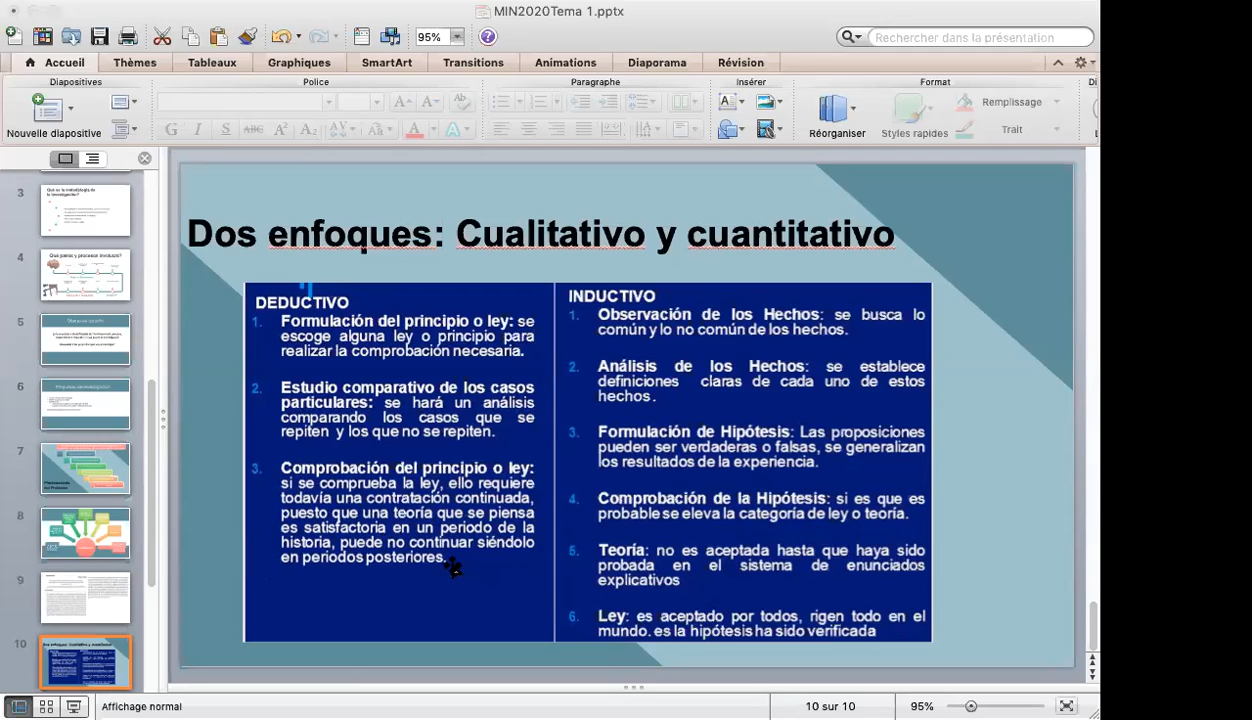 MIN2020Tema 1.pptx
95%
Rechercher dans la présentation
Accueil
Thèmes
Tableaux
Graphiques
SmartArt
Transitions
Animations
Diaporama
Révision
Diapositives
Police
Paragraphe
Insérer
Format
Nouvelle diapositive
Réorganiser
Styles rapides
Remplissage
Trait
3
4
5
6
7
8
9
10
Dos enfoques: Cualitativo y cuantitativo
DEDUCTIVO
1. Formulación del principio o ley: se
escoge alguna ley o principio para
realizar la comprobación necesaria.
2. Estudio comparativo de los casos
particulares: se hará un análisis
comparando los casos que se
repiten y los que no se repiten.
3. Comprobación del principio o ley:
si se comprueba la ley, ello requiere
todavía una contratación continuada,
puesto que una teoría que se piensa
es satisfactoria en un periodo de la
historia, puede no continuar siéndolo
en periodos posteriores.
INDUCTIVO
1. Observación de los Hechos: se busca lo
común y lo no común de los hechos.
2. Análisis de los Hechos: se establece
definiciones claras de cada uno de estos
hechos.
3. Formulación de Hipótesis: Las proposiciones
pueden ser verdaderas o falsas, se generalizan
los resultados de la experiencia.
4. Comprobación de la Hipótesis: si es que es
probable se eleva la categoría de ley o teoría.
5. Teoría: no es aceptada hasta que haya sido
probada en el sistema de enunciados
explicativos
6. Ley: es aceptado por todos, rigen todo en el
mundo. es la hipótesis ha sido verificada
Affichage normal
10 sur 10
95%